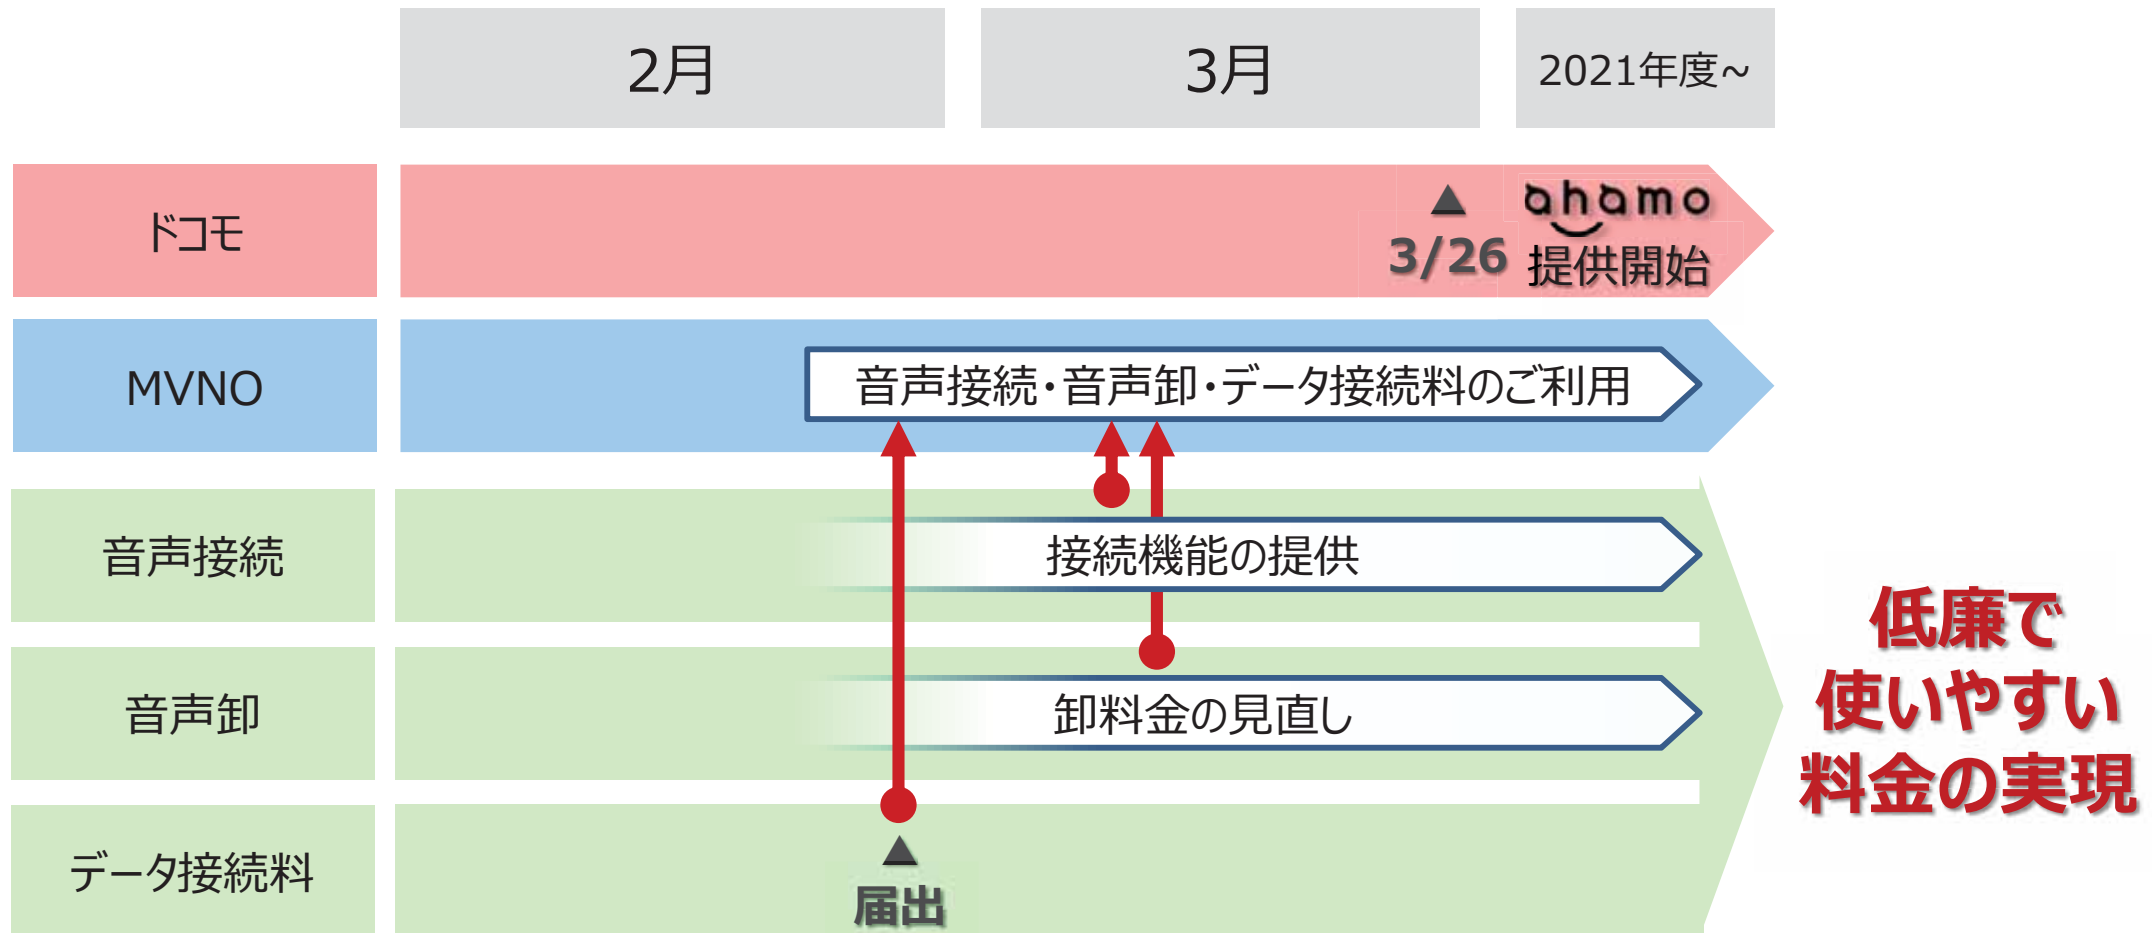 2月
3月
2021年度~
ドコモ
▲
3/26
ahamo
提供開始
MVNO
音声接続・音声卸・データ接続料のご利用
音声接続
接続機能の提供
音声卸
卸料金の見直し
データ接続料
▲
届出
低廉で
使いやすい
料金の実現